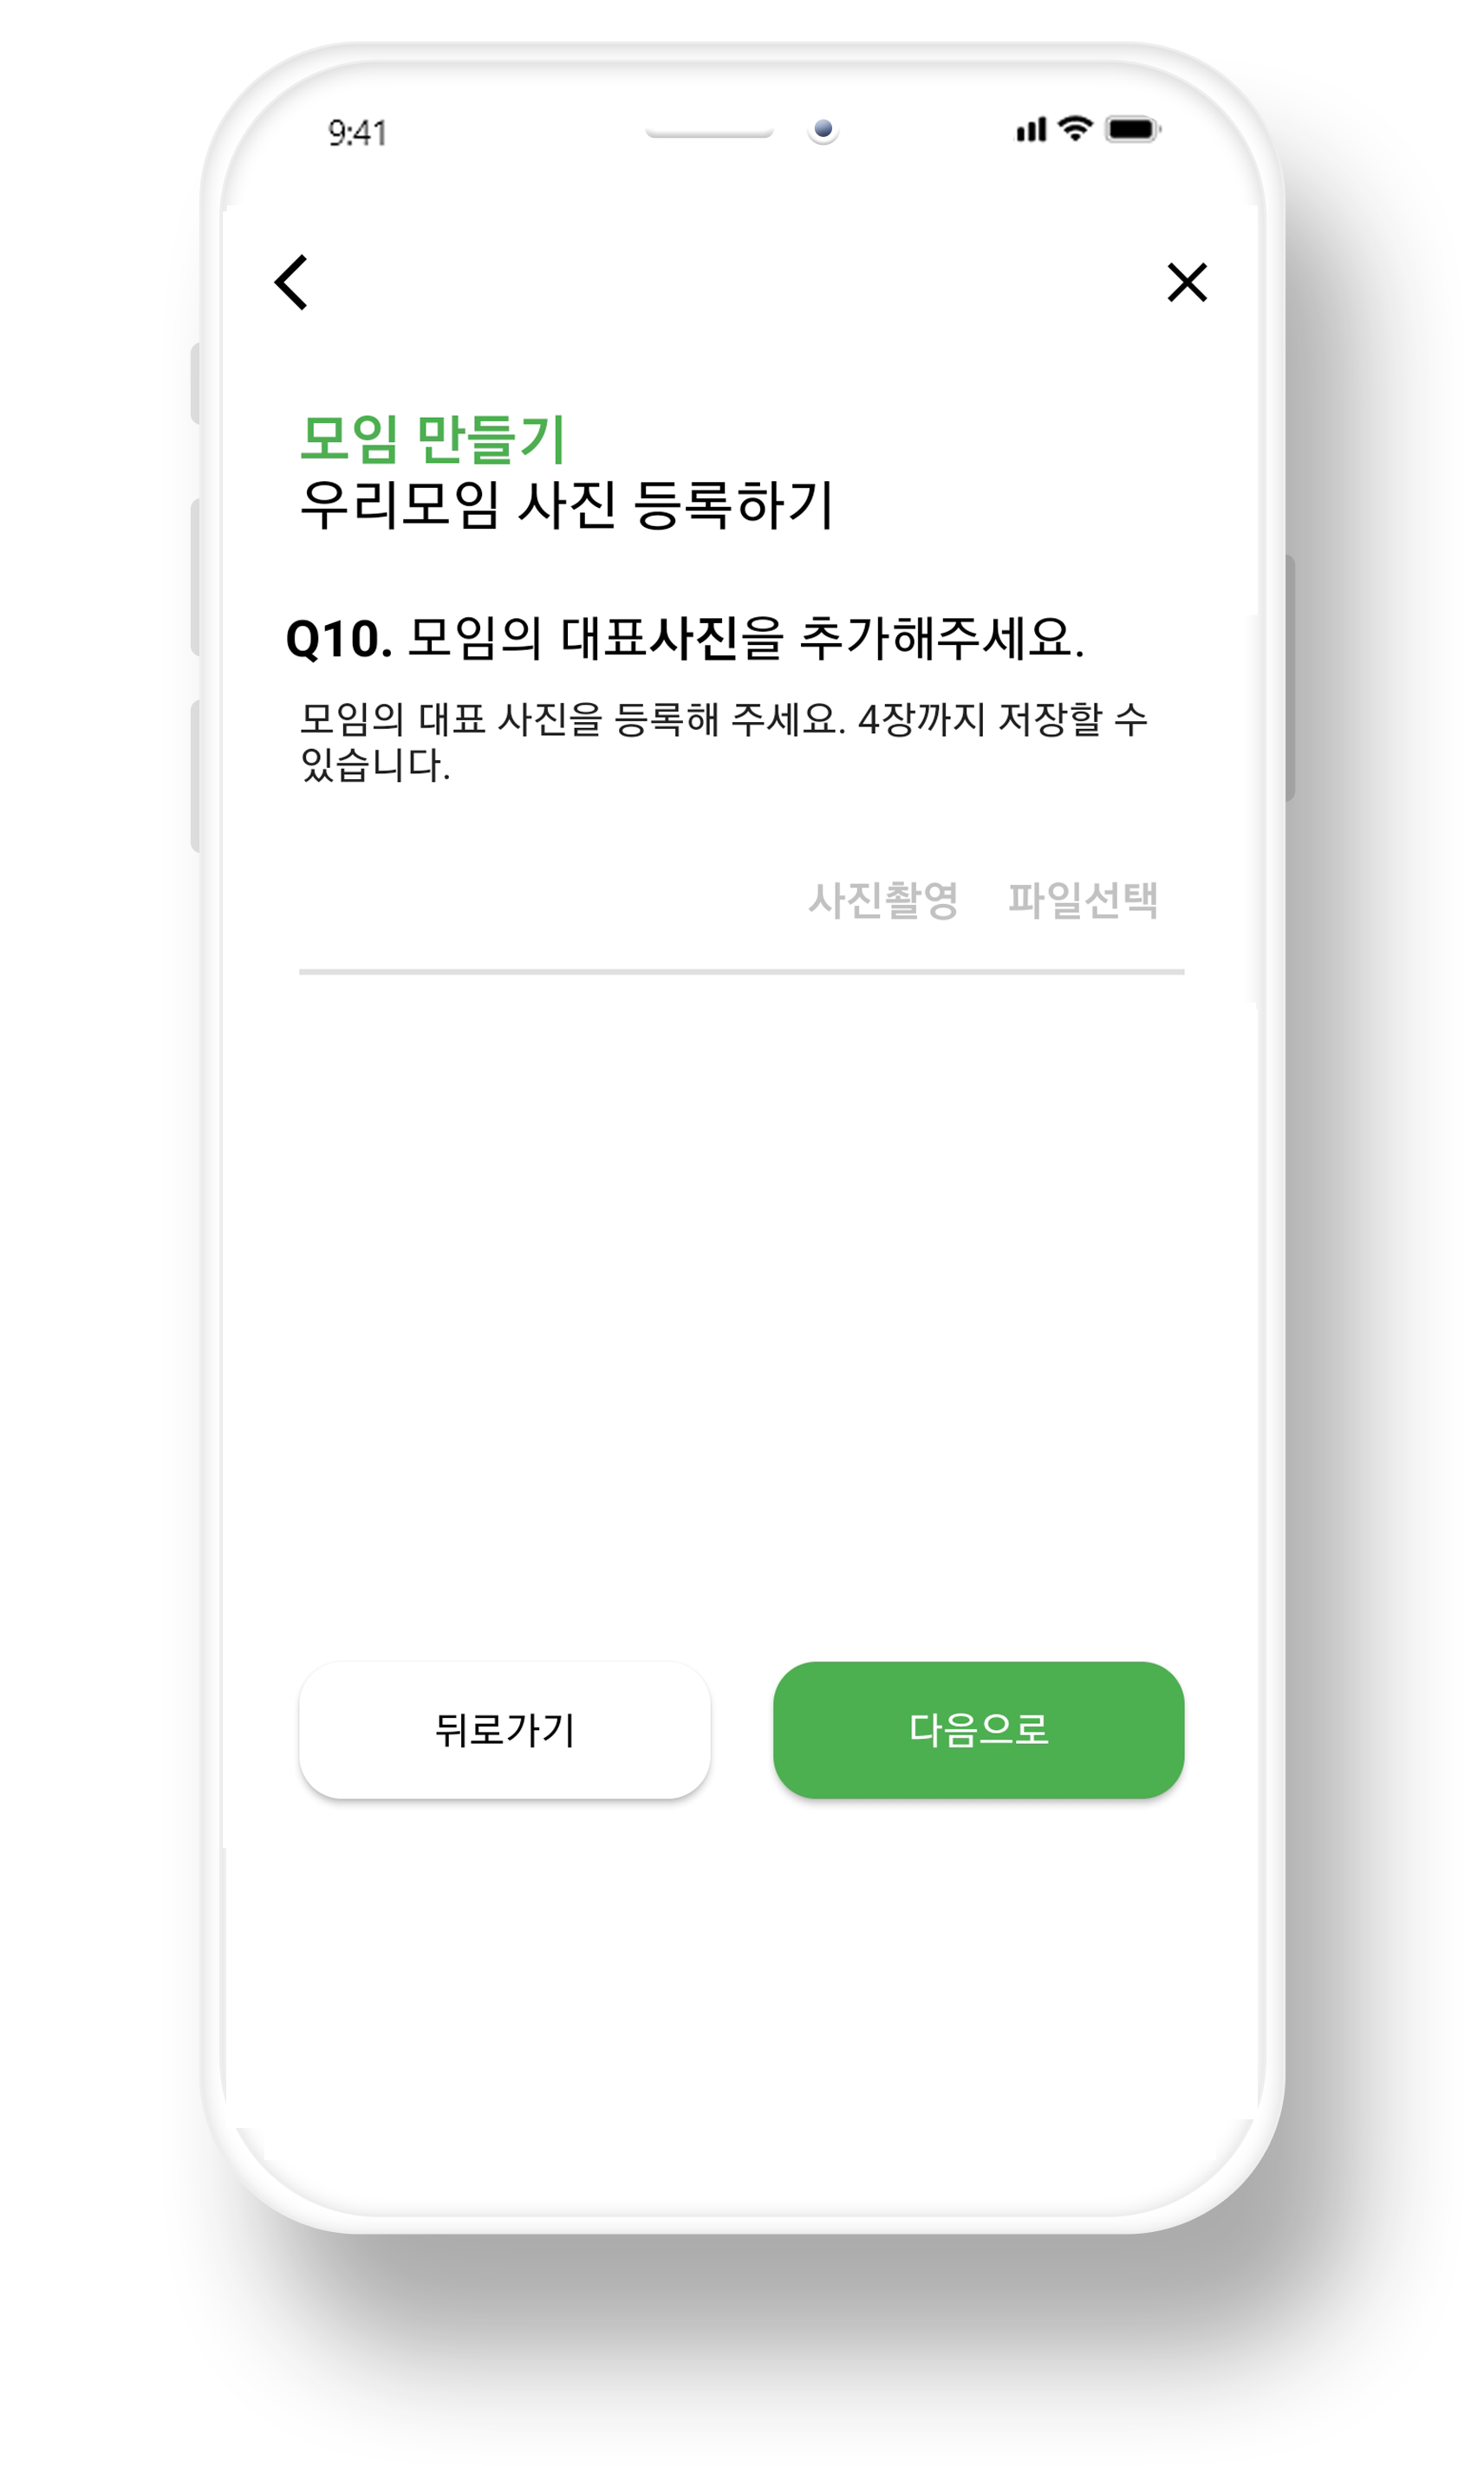 9:41
모임 만들기
우리모임 사진 등록하기
Q10. 모임의 대표사진을 추가해주세요.
모임의 대표 사진을 등록해 주세요. 4장까지 저장할 수
있습니다.
사진촬영 파일선택
뒤로가기 다음으로